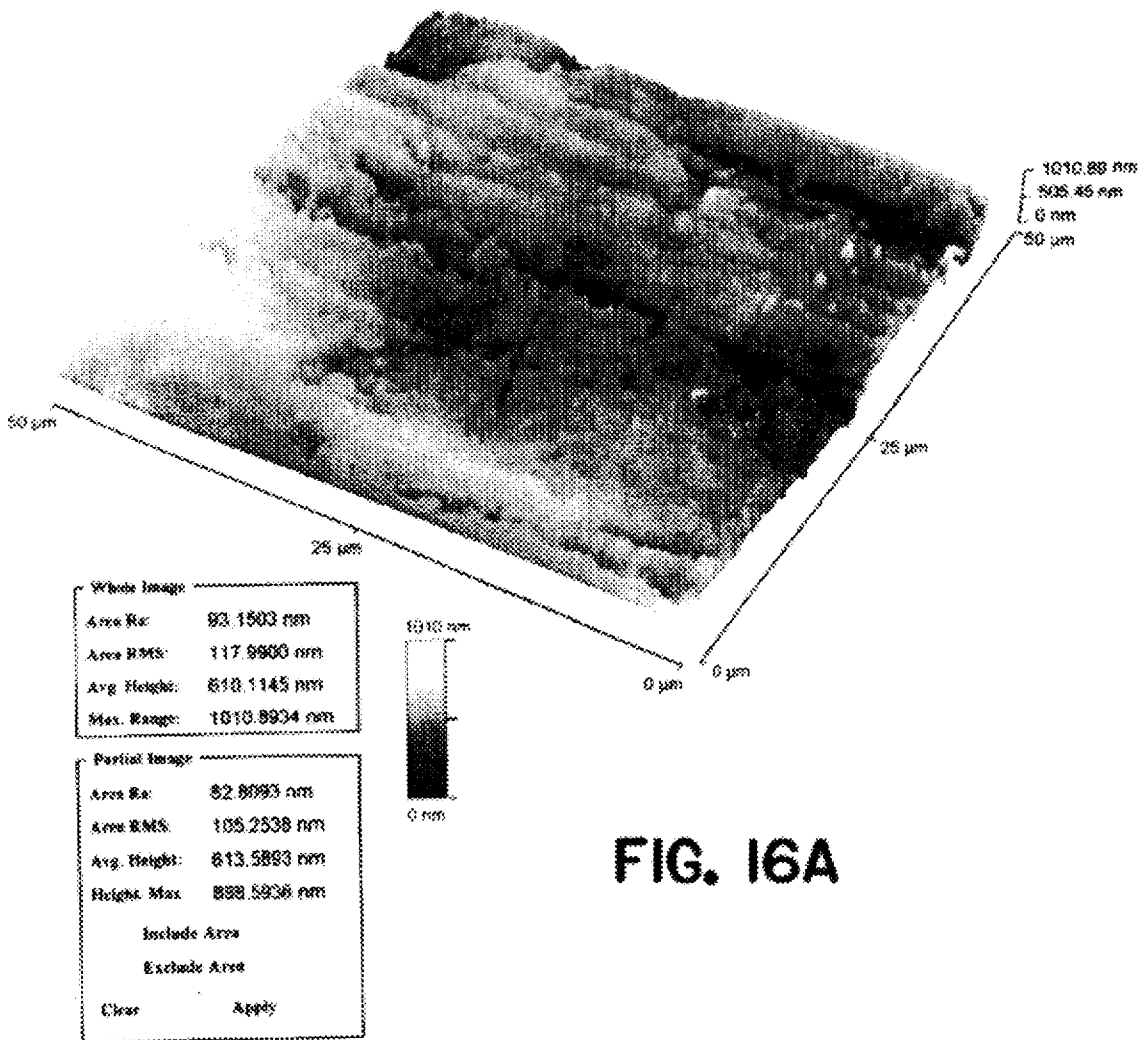 1010.89 nm
505.45 nm
0 nm
50 µm
50 µm
25 µm
25 µm
0 µm
0 µm
Whole Image
Area Ra: 93.1503 nm
Area RMS: 117.9900 nm
Avg. Height: 610.1145 nm
Max. Range: 1010.8934 nm
1010 nm
0 nm
Partial Image
Area Ra: 82.8093 nm
Area RMS: 105.2538 nm
Avg. Height: 613.5893 nm
Height. Max 898.5936 nm
Include Area
Exclude Area
Clear Apply
FIG. 16A